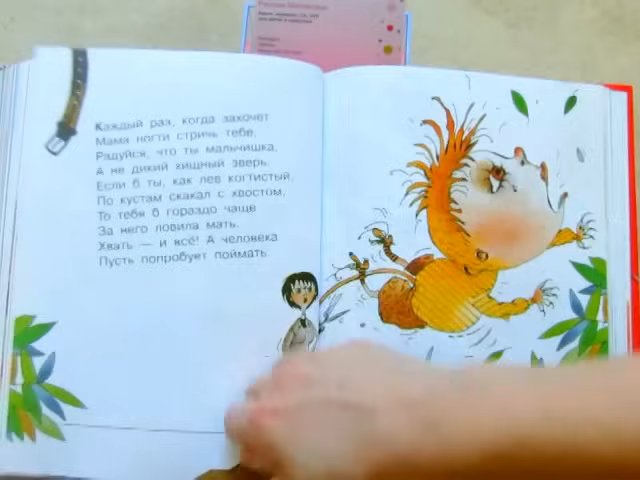 Каждый раз, когда захочет
Мама ногти стричь тебе,
Радуйся, что ты мальчишка,
А не дикий хищный зверь.
Если б ты, как лев когтистый,
По кустам скакал с хвостом,
То тебя б гораздо чаще
За него ловила мать.
Хвать — и всё! А человека
Пусть попробует поймать.